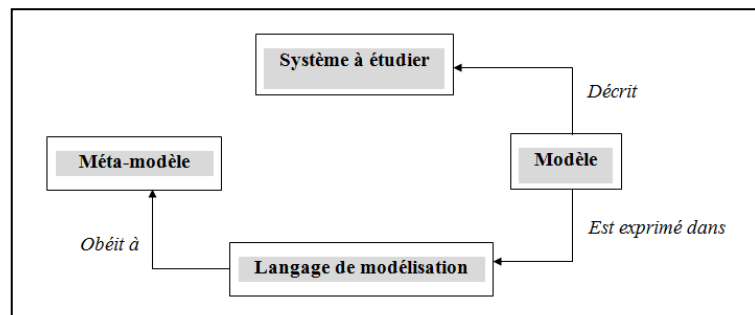 Système à étudier
Décrit
Méta-modèle
Modèle
Obéit à
Est exprimé dans
Langage de modélisation